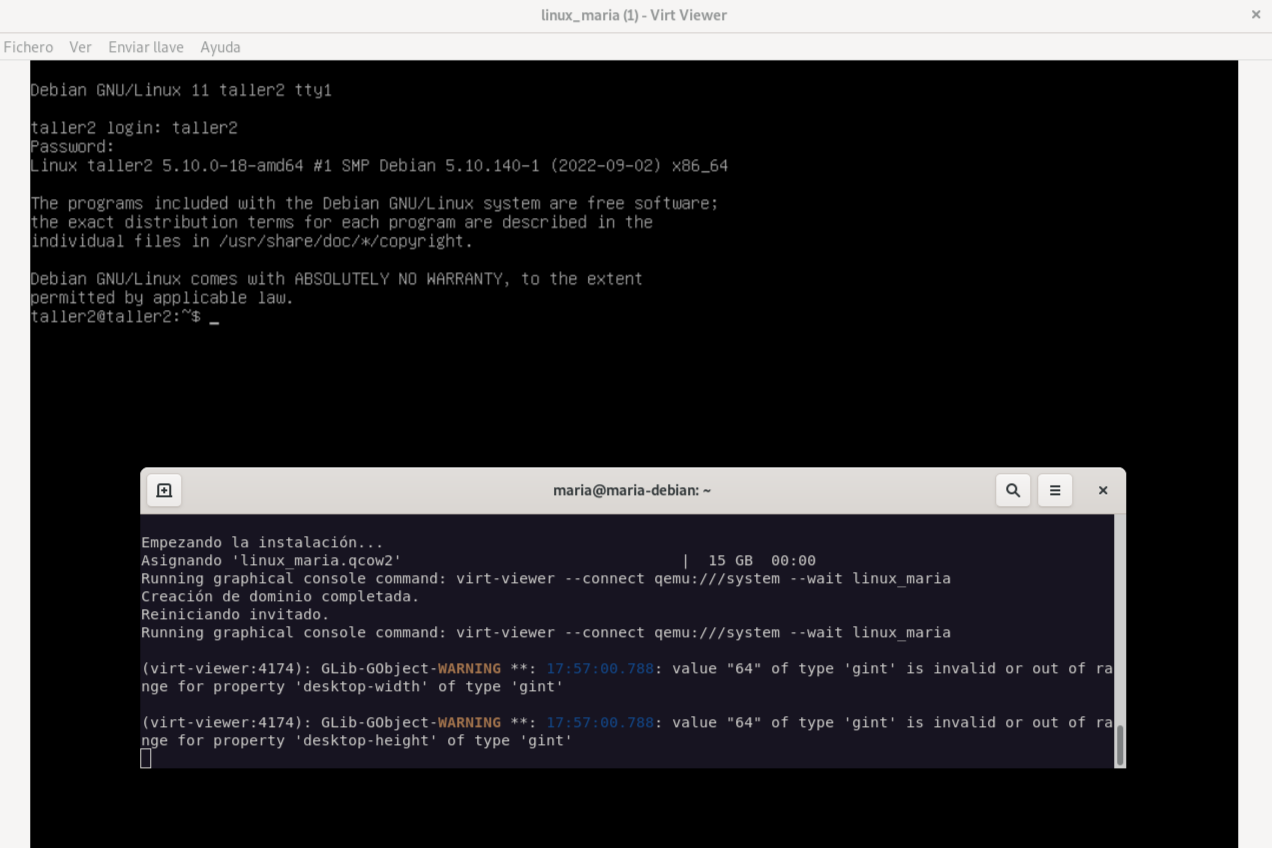 linux_maria (1) - Virt Viewer
Fichero Ver Enviar llave Ayuda
Debian GNU/Linux 11 taller2 tty1
taller2 login: taller2
Password:
Linux taller2 5.10.0-18-amd64 #1 SMP Debian 5.10.140-1 (2022-09-02) x86_64
The programs included with the Debian GNU/Linux system are free software;
the exact distribution terms for each program are described in the
individual files in /usr/share/doc/*/copyright.
Debian GNU/Linux comes with ABSOLUTELY NO WARRANTY, to the extent
permitted by applicable law.
taller2@taller2:~$ _
maria@maria-debian: ~
Empezando la instalación...
Asignando 'linux_maria.qcow2' | 15 GB 00:00
Running graphical console command: virt-viewer --connect qemu:///system --wait linux_maria
Creación de dominio completada.
Reiniciando invitado.
Running graphical console command: virt-viewer --connect qemu:///system --wait linux_maria
(virt-viewer:4174): GLib-GObject-WARNING **: 17:57:00.788: value "64" of type 'gint' is invalid or out of ra
nge for property 'desktop-width' of type 'gint'
(virt-viewer:4174): GLib-GObject-WARNING **: 17:57:00.788: value "64" of type 'gint' is invalid or out of ra
nge for property 'desktop-height' of type 'gint'